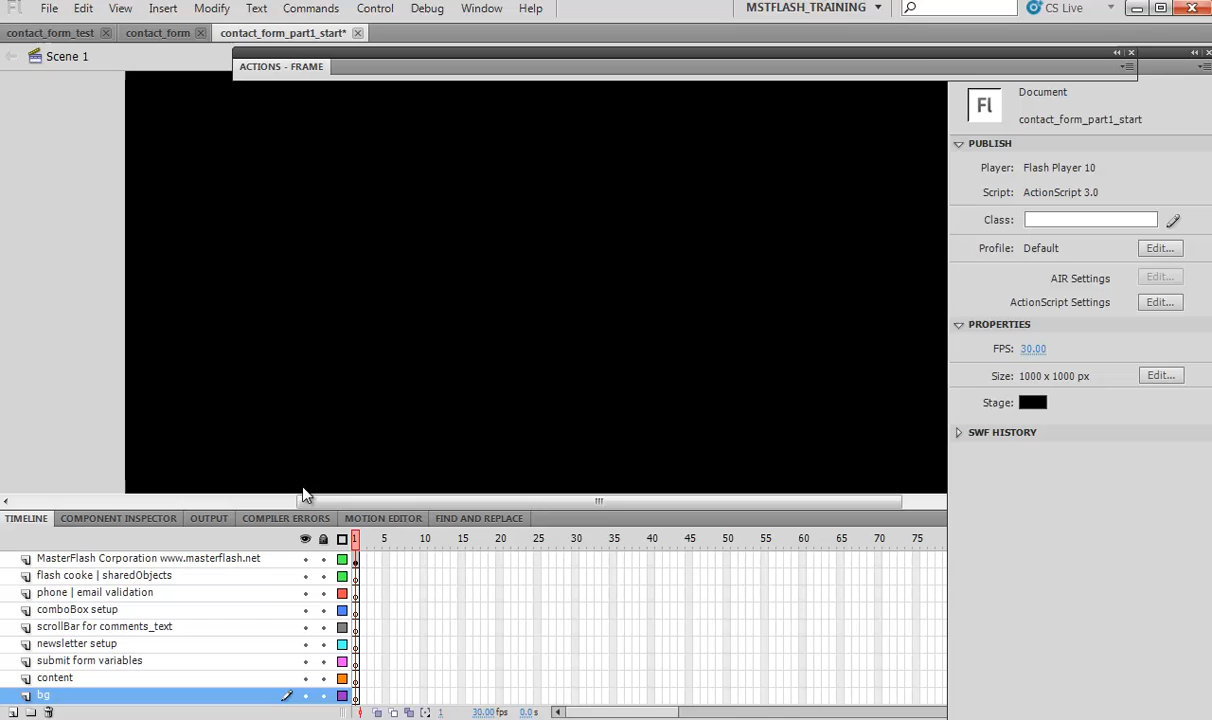 Fl File Edit View Insert Modify Text Commands Control Debug Window Help MSTFLASH_TRAINING CS Live
contact_form_test contact_form contact_form_part1_start*
Scene 1
ACTIONS - FRAME
Fl Document
contact_form_part1_start
PUBLISH
Player: Flash Player 10
Script: ActionScript 3.0
Class:
Profile: Default Edit...
AIR Settings Edit...
ActionScript Settings Edit...
PROPERTIES
FPS: 30.00
Size: 1000 x 1000 px Edit...
Stage:
SWF HISTORY
TIMELINE COMPONENT INSPECTOR OUTPUT COMPILER ERRORS MOTION EDITOR FIND AND REPLACE
1 5 10 15 20 25 30 35 40 45 50 55 60 65 70 75
MasterFlash Corporation www.masterflash.net
flash cooke | sharedObjects
phone | email validation
comboBox setup
scrollBar for comments_text
newsletter setup
submit form variables
content
bg
1 30.00 fps 0.0 s